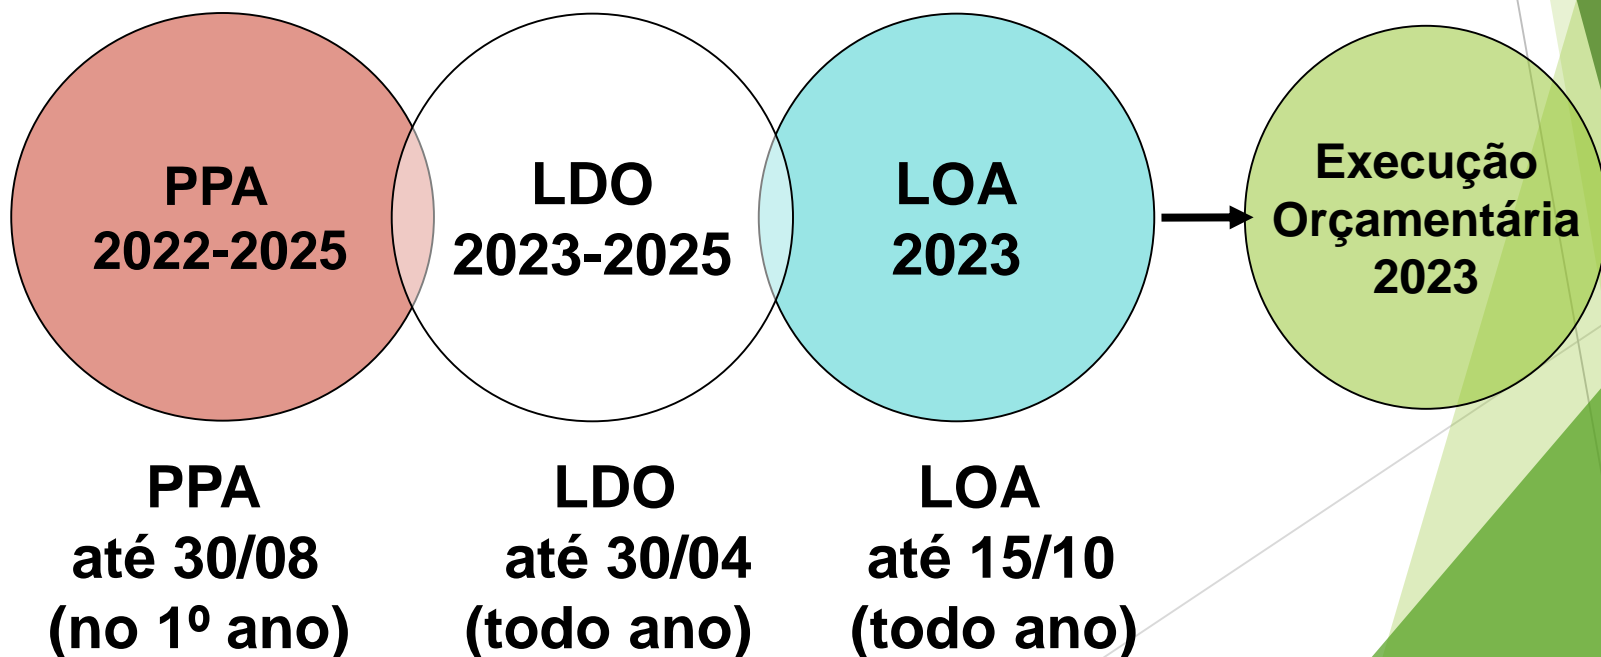 PPA
2022-2025
LDO
2023-2025
LOA
2023
Execução
Orçamentária
2023
PPA
até 30/08
(no 1º ano)
LDO
até 30/04
(todo ano)
LOA
até 15/10
(todo ano)